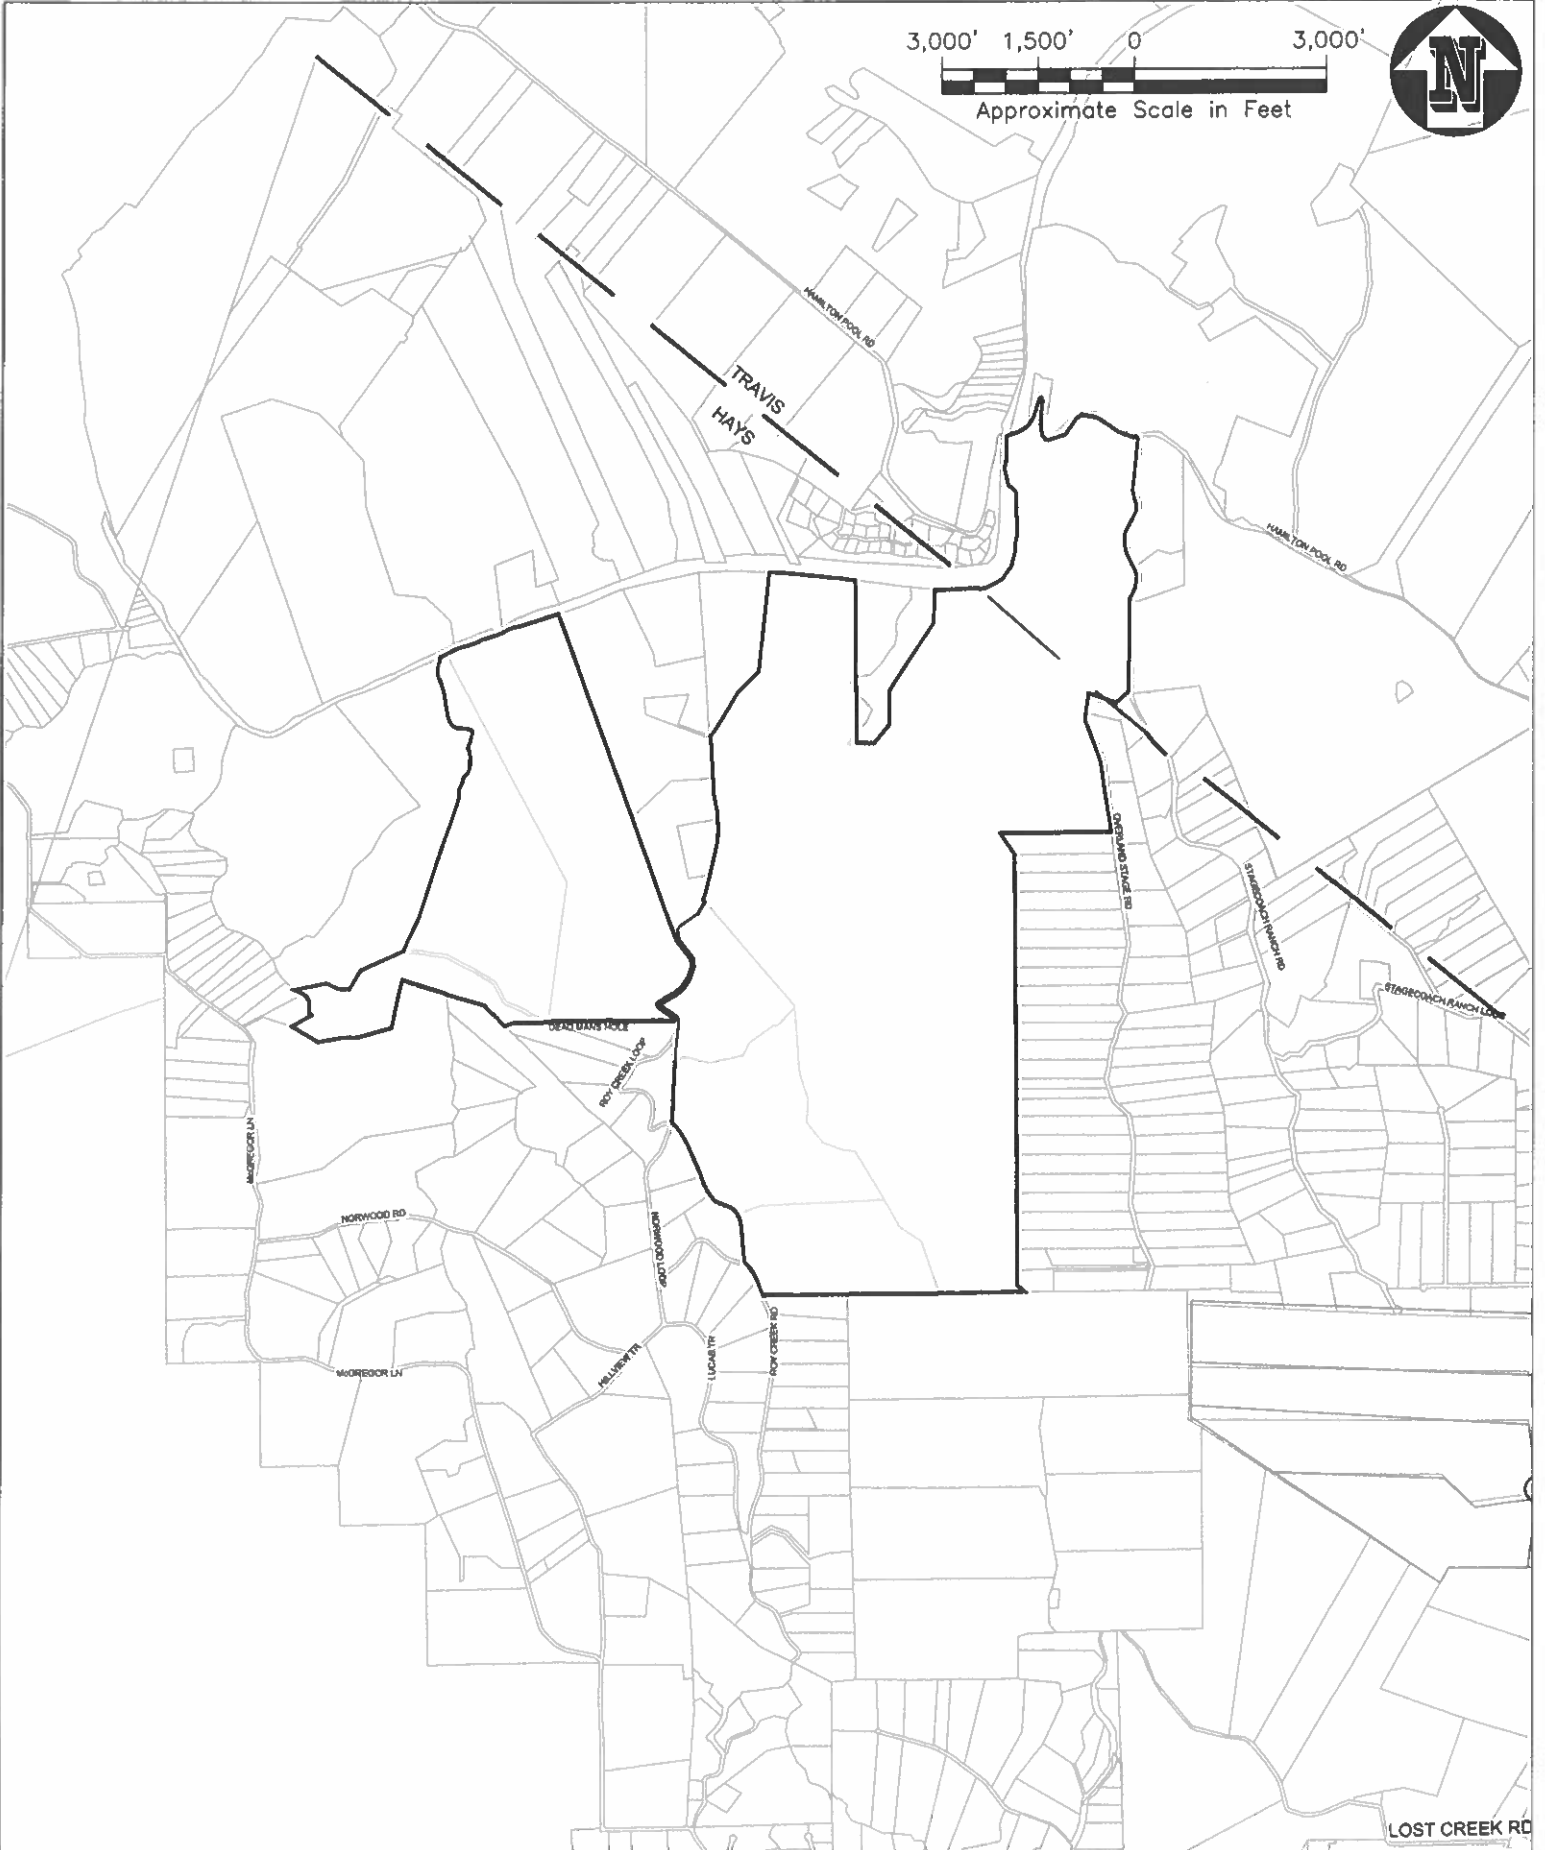 3,000' 1,500' 0 3,000'
Approximate Scale in Feet
N
HAMILTON POOL RD
TRAVIS
HAYS
HAMILTON POOL RD
OVERLAND STAGE RD
STAGECOACH RANCH RD
STAGECOACH RANCH LOOP
DEAD MANS HOLE
ROY CREEK LOOP
McGREGOR LN
NORWOOD RD
NORWOOD LOOP
ROY CREEK RD
LUCAS TR
HILLVIEW TR
McGREGOR LN
LOST CREEK RD